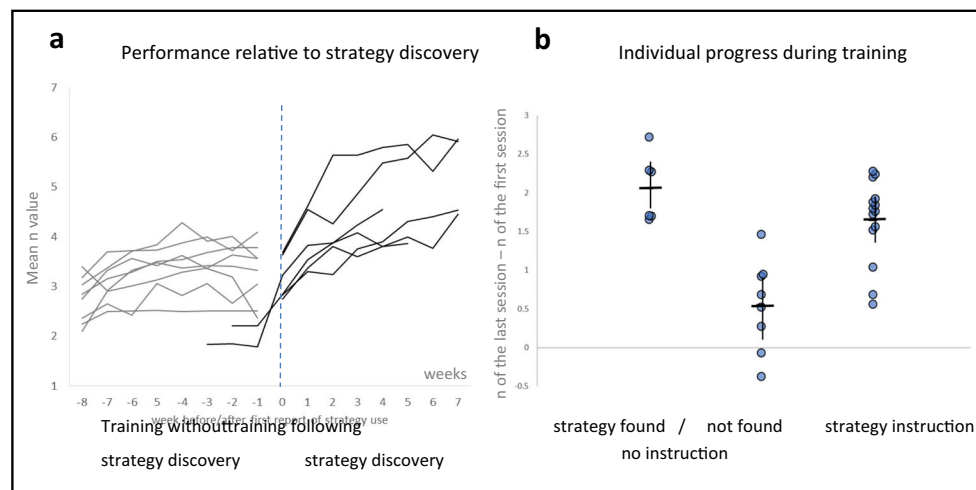 a
Performance relative to strategy discovery
7
6
5
4
3
2
1
Mean n value
weeks
-8 -7 -6 -5 -4 -3 -2 -1 0 1 2 3 4 5 6 7
week before/after first report of strategy use
Training withouttraining following
strategy discovery strategy discovery
b
Individual progress during training
3
2.5
2
1.5
1
0.5
0
-0.5
n of the last session – n of the first session
strategy found / not found strategy instruction
no instruction